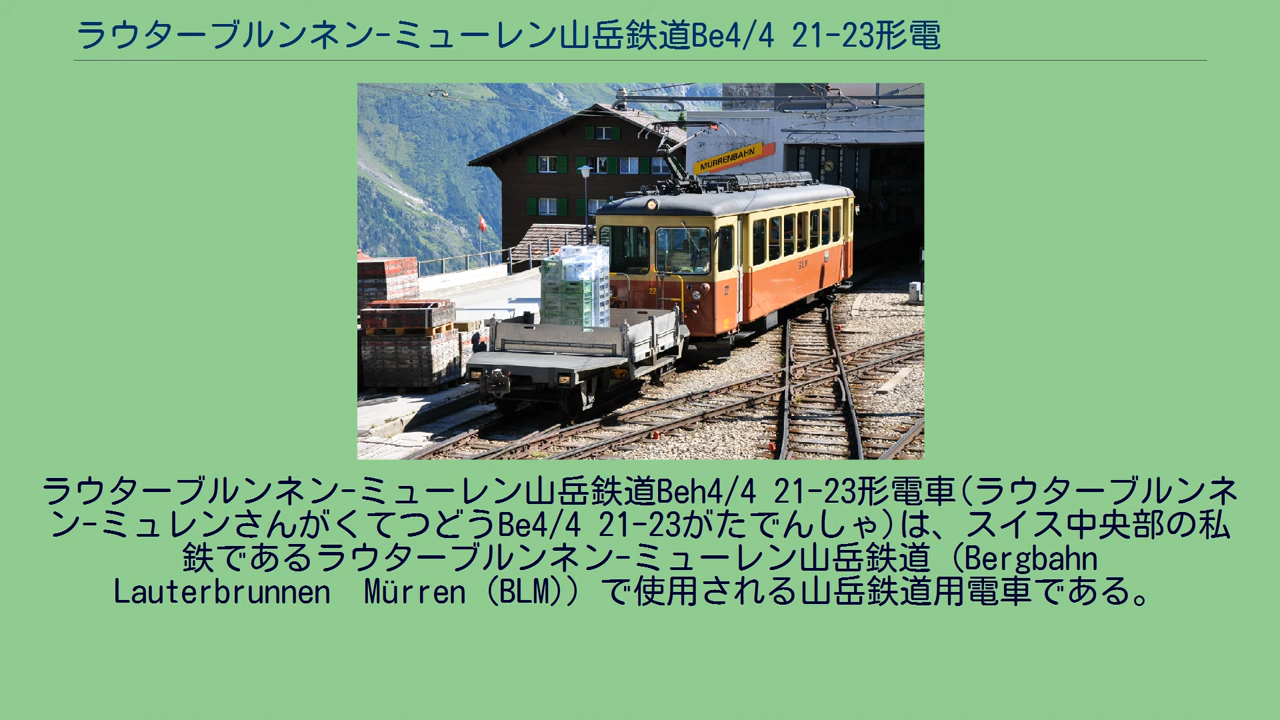 ラウターブルンネン-ミューレン山岳鉄道Be4/4 21-23形電
MÜRRENBAHN
22
ラウターブルンネン-ミューレン山岳鉄道Beh4/4 21-23形電車(ラウターブルンネ
ン-ミュレンさんがくてつどうBe4/4 21-23がたでんしゃ)は、スイス中央部の私
鉄であるラウターブルンネン-ミューレン山岳鉄道（Bergbahn
Lauterbrunnen　Mürren（BLM)）で使用される山岳鉄道用電車である。